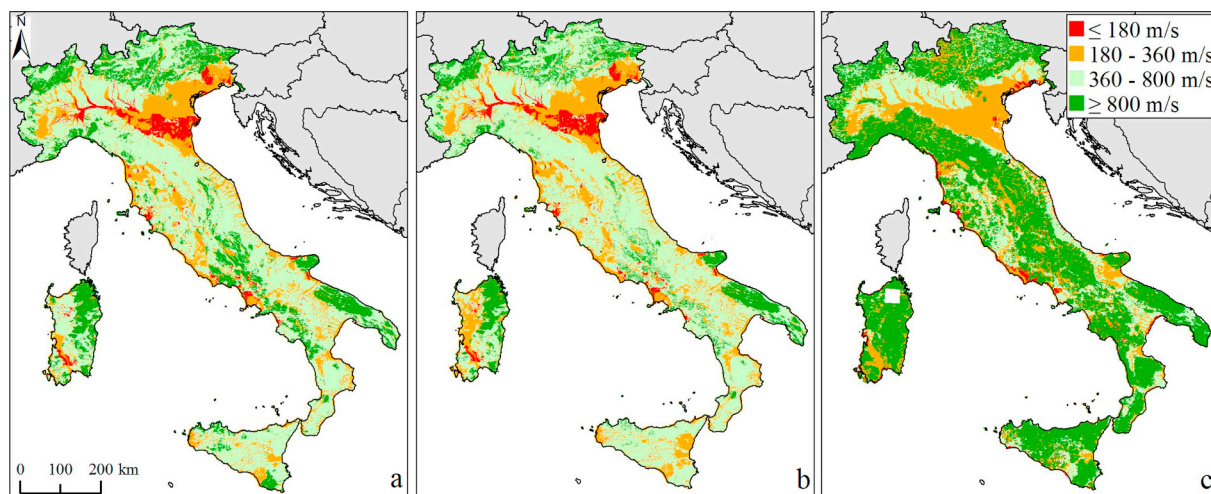 N
≤ 180 m/s
180 - 360 m/s
360 - 800 m/s
≥ 800 m/s
0 100 200 km
a
b
c